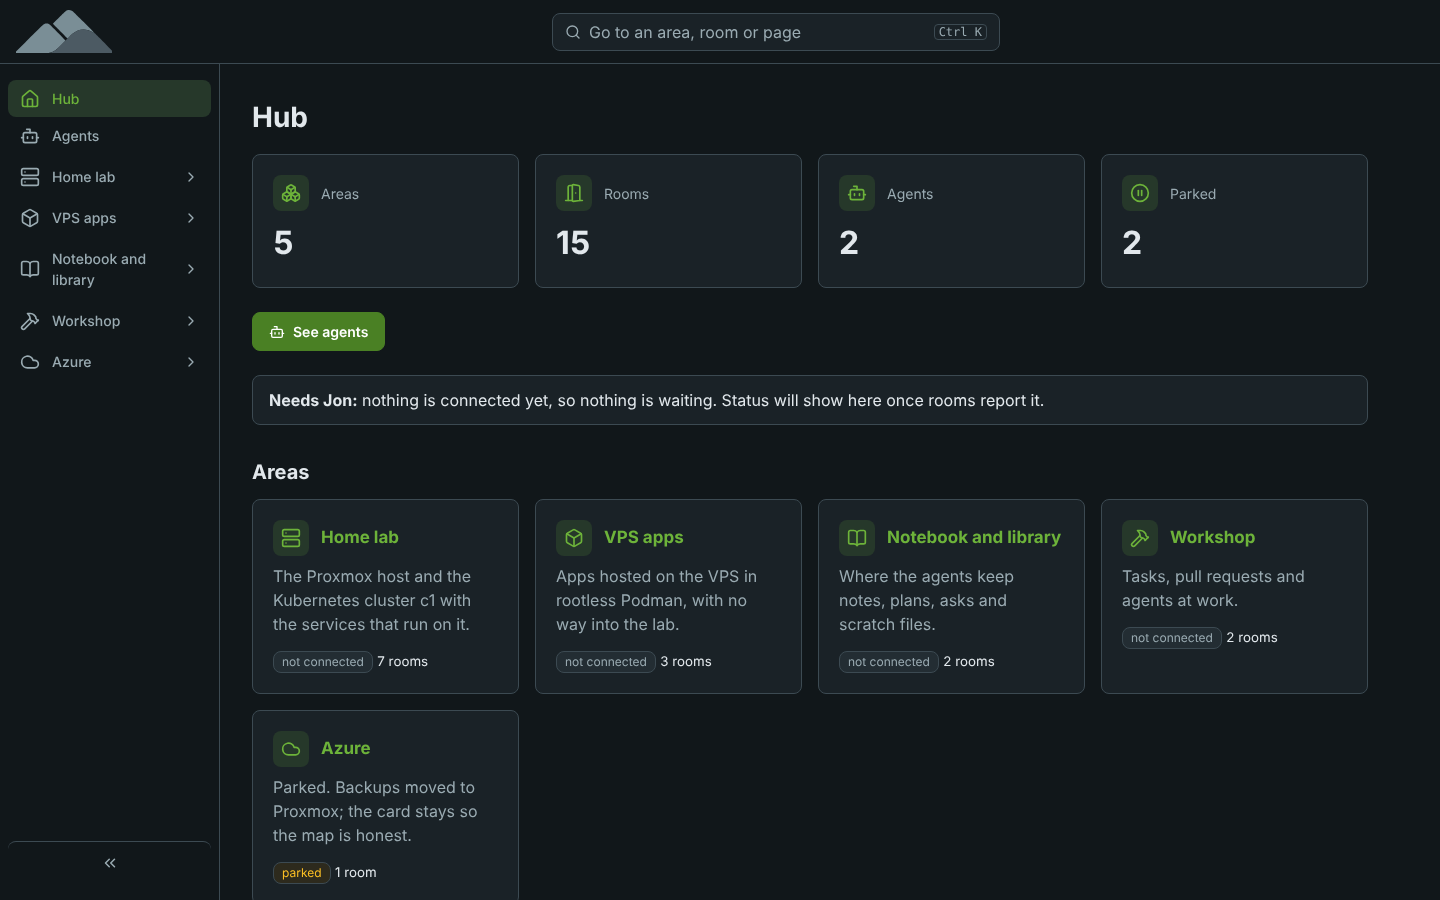 Go to an area, room or page
Ctrl K
Hub
Agents
Home lab
VPS apps
Notebook and
library
Workshop
Azure
Hub
Areas
5
Rooms
15
Agents
2
Parked
2
See agents
Needs Jon: nothing is connected yet, so nothing is waiting. Status will show here once rooms report it.
Areas
Home lab
The Proxmox host and the
Kubernetes cluster c1 with
the services that run on it.
not connected 7 rooms
VPS apps
Apps hosted on the VPS in
rootless Podman, with no
way into the lab.
not connected 3 rooms
Notebook and library
Where the agents keep
notes, plans, asks and
scratch files.
not connected 2 rooms
Workshop
Tasks, pull requests and
agents at work.
not connected 2 rooms
Azure
Parked. Backups moved to
Proxmox; the card stays so
the map is honest.
parked 1 room